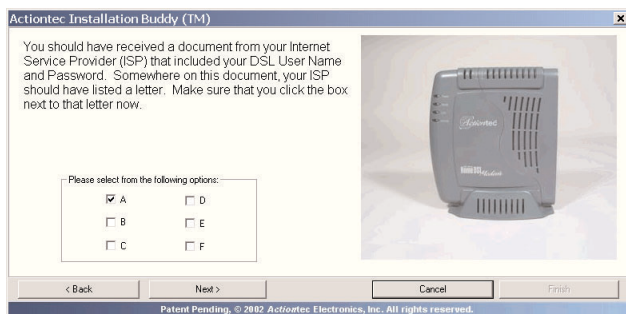 Actiontec Installation Buddy (TM)
You should have received a document from your Internet
Service Provider (ISP) that included your DSL User Name
and Password. Somewhere on this document, your ISP
should have listed a letter. Make sure that you click the box
next to that letter now.
Actiontec
Please select from the following options:
A
D
B
E
C
F
< Back
Next >
Cancel
Finish
Patent Pending, © 2002 Actiontec Electronics, Inc. All rights reserved.